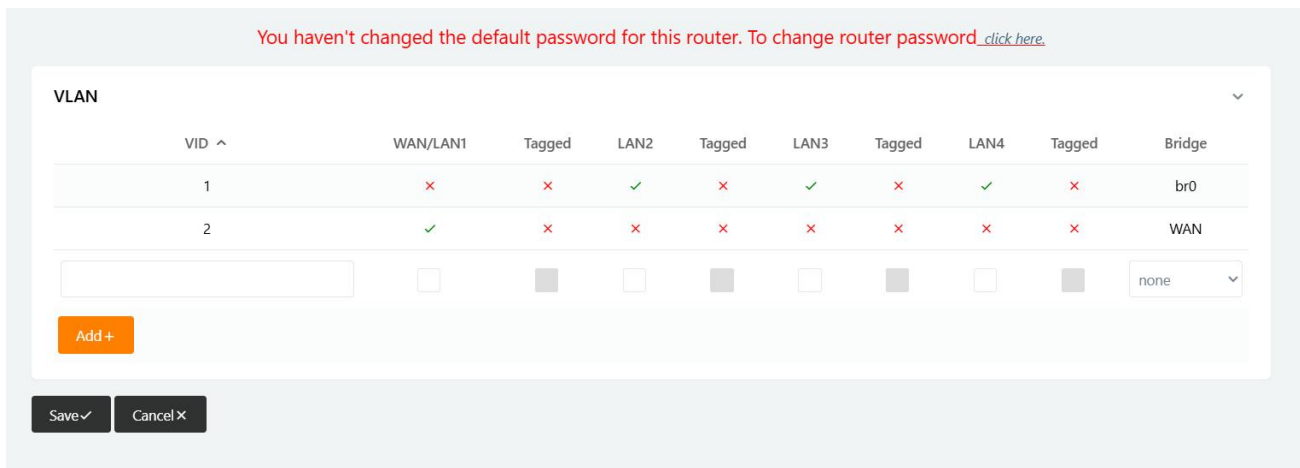 You haven't changed the default password for this router. To change router password click here.
VLAN
VID WAN/LAN1 Tagged LAN2 Tagged LAN3 Tagged LAN4 Tagged Bridge
1 × × ✓ × ✓ × ✓ × br0
2 ✓ × × × × × × × WAN
none
Add +
Save ✓ Cancel ×